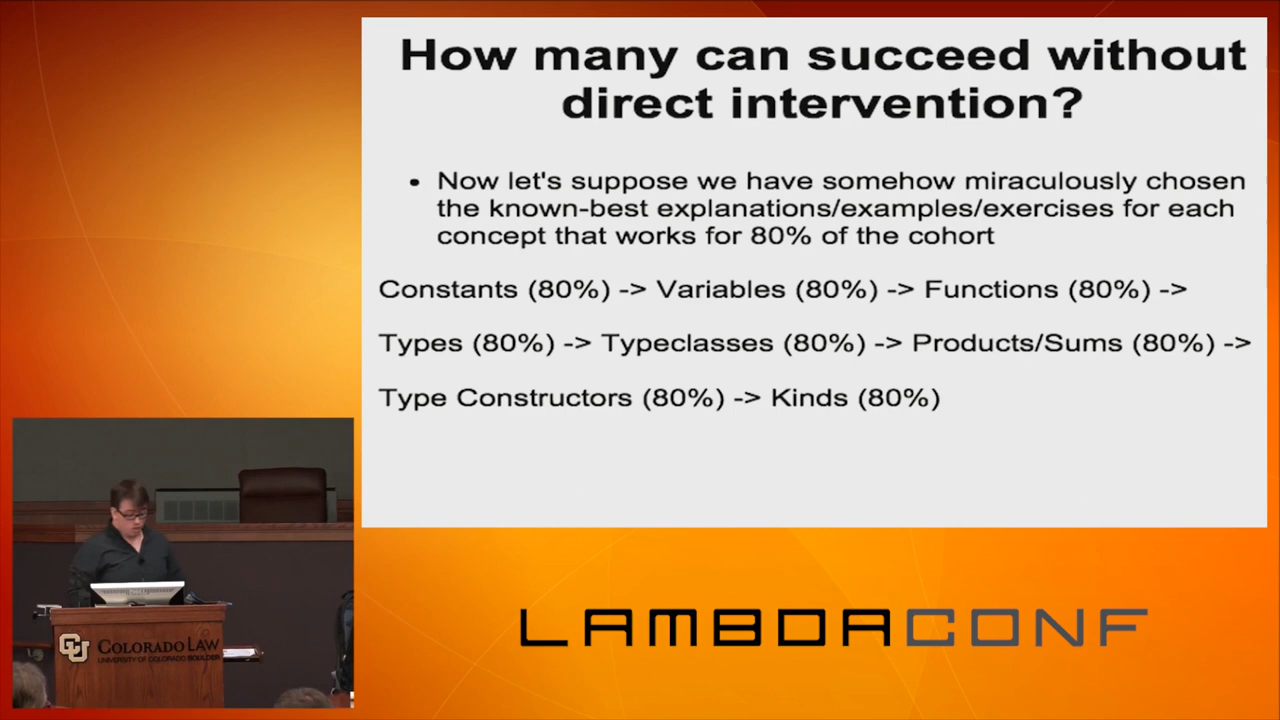 How many can succeed without
direct intervention?
• Now let's suppose we have somehow miraculously chosen
the known-best explanations/examples/exercises for each
concept that works for 80% of the cohort
Constants (80%) -> Variables (80%) -> Functions (80%) ->
Types (80%) -> Typeclasses (80%) -> Products/Sums (80%) ->
Type Constructors (80%) -> Kinds (80%)
CU COLORADO LAW
UNIVERSITY OF COLORADO BOULDER
LAMBDACONF